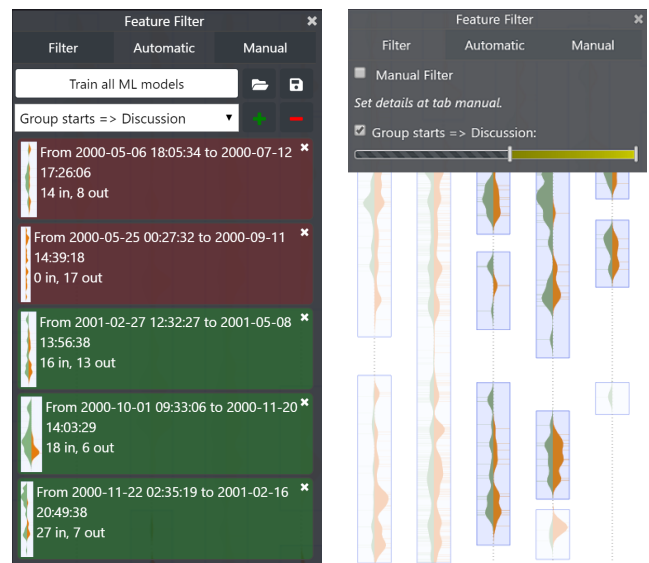 Feature Filter ✖
Filter Automatic Manual
Train all ML models
Group starts => Discussion ▼ + −
From 2000-05-06 18:05:34 to 2000-07-12 ✖
17:26:06
14 in, 8 out
From 2000-05-25 00:27:32 to 2000-09-11 ✖
14:39:18
0 in, 17 out
From 2001-02-27 12:32:27 to 2001-05-08 ✖
13:56:38
16 in, 13 out
From 2000-10-01 09:33:06 to 2000-11-20 ✖
14:03:29
18 in, 6 out
From 2000-11-22 02:35:19 to 2001-02-16 ✖
20:49:38
27 in, 7 out
Feature Filter ✖
Filter Automatic Manual
Manual Filter
Set details at tab manual.
Group starts => Discussion: